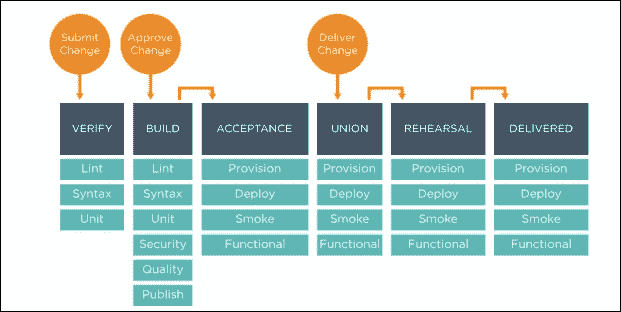 Submit
Change
Approve
Change
Deliver
Change
VERIFY
BUILD
ACCEPTANCE
UNION
REHEARSAL
DELIVERED
Lint
Lint
Provision
Provision
Provision
Provision
Syntax
Syntax
Deploy
Deploy
Deploy
Deploy
Unit
Unit
Smoke
Smoke
Smoke
Smoke
Security
Functional
Functional
Functional
Functional
Quality
Publish